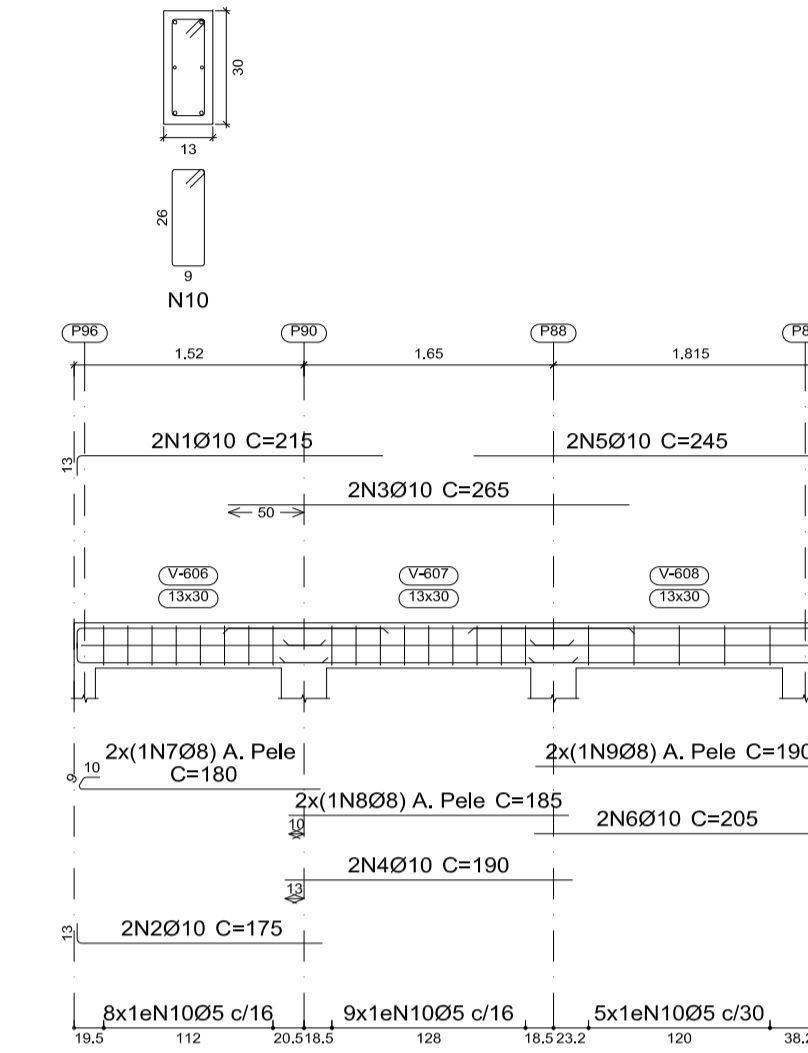 30
13
26
9
N10
P96 P90 P88 P8
1.52 1.65 1.815
2N1Ø10 C=215 2N5Ø10 C=245
13
2N3Ø10 C=265
50
V-606 V-607 V-608
13x30 13x30 13x30
2x(1N7Ø8) A. Pele 2x(1N9Ø8) A. Pele C=190
9 10 C=180
2x(1N8Ø8) A. Pele C=185
10 2N6Ø10 C=205
2N4Ø10 C=190
13
13 2N2Ø10 C=175
8x1eN10Ø5 c/16 9x1eN10Ø5 c/16 5x1eN10Ø5 c/30
19.5 112 20.5 18.5 128 18.5 23.2 120 38.